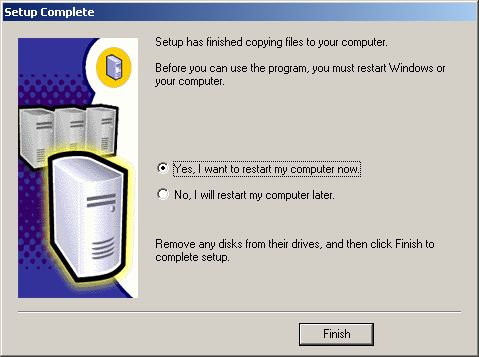 Setup Complete
Setup has finished copying files to your computer.
Before you can use the program, you must restart Windows or
your computer.
Yes, I want to restart my computer now.
No, I will restart my computer later.
Remove any disks from their drives, and then click Finish to
complete setup.
Finish